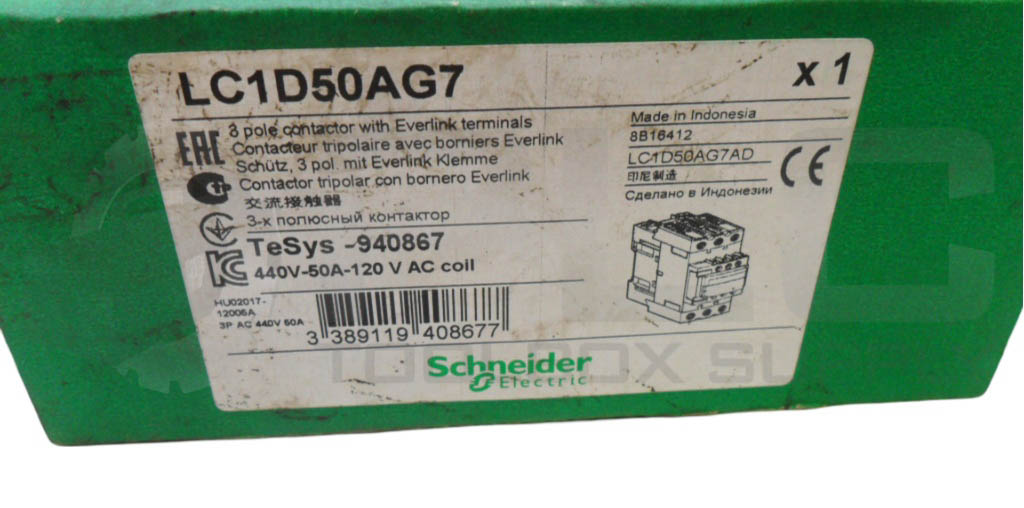 LC1D50AG7
x 1
EAC
3 pole contactor with Everlink terminals
Contacteur tripolaire avec borniers Everlink
Schütz, 3 pol. mit Everlink Klemme
Contactor tripolar con bornero Everlink
交流接触器
3-х полюсный контактор
TeSys -940867
440V-50A-120 V AC coil
HU02017-
12005A
3P AC 440V 50A
3 389119 408677
Made in Indonesia
8B16412
LC1D50AG7AD
印尼制造
Сделано в Индонезии
CE
Schneider
Electric
TOOLBOX